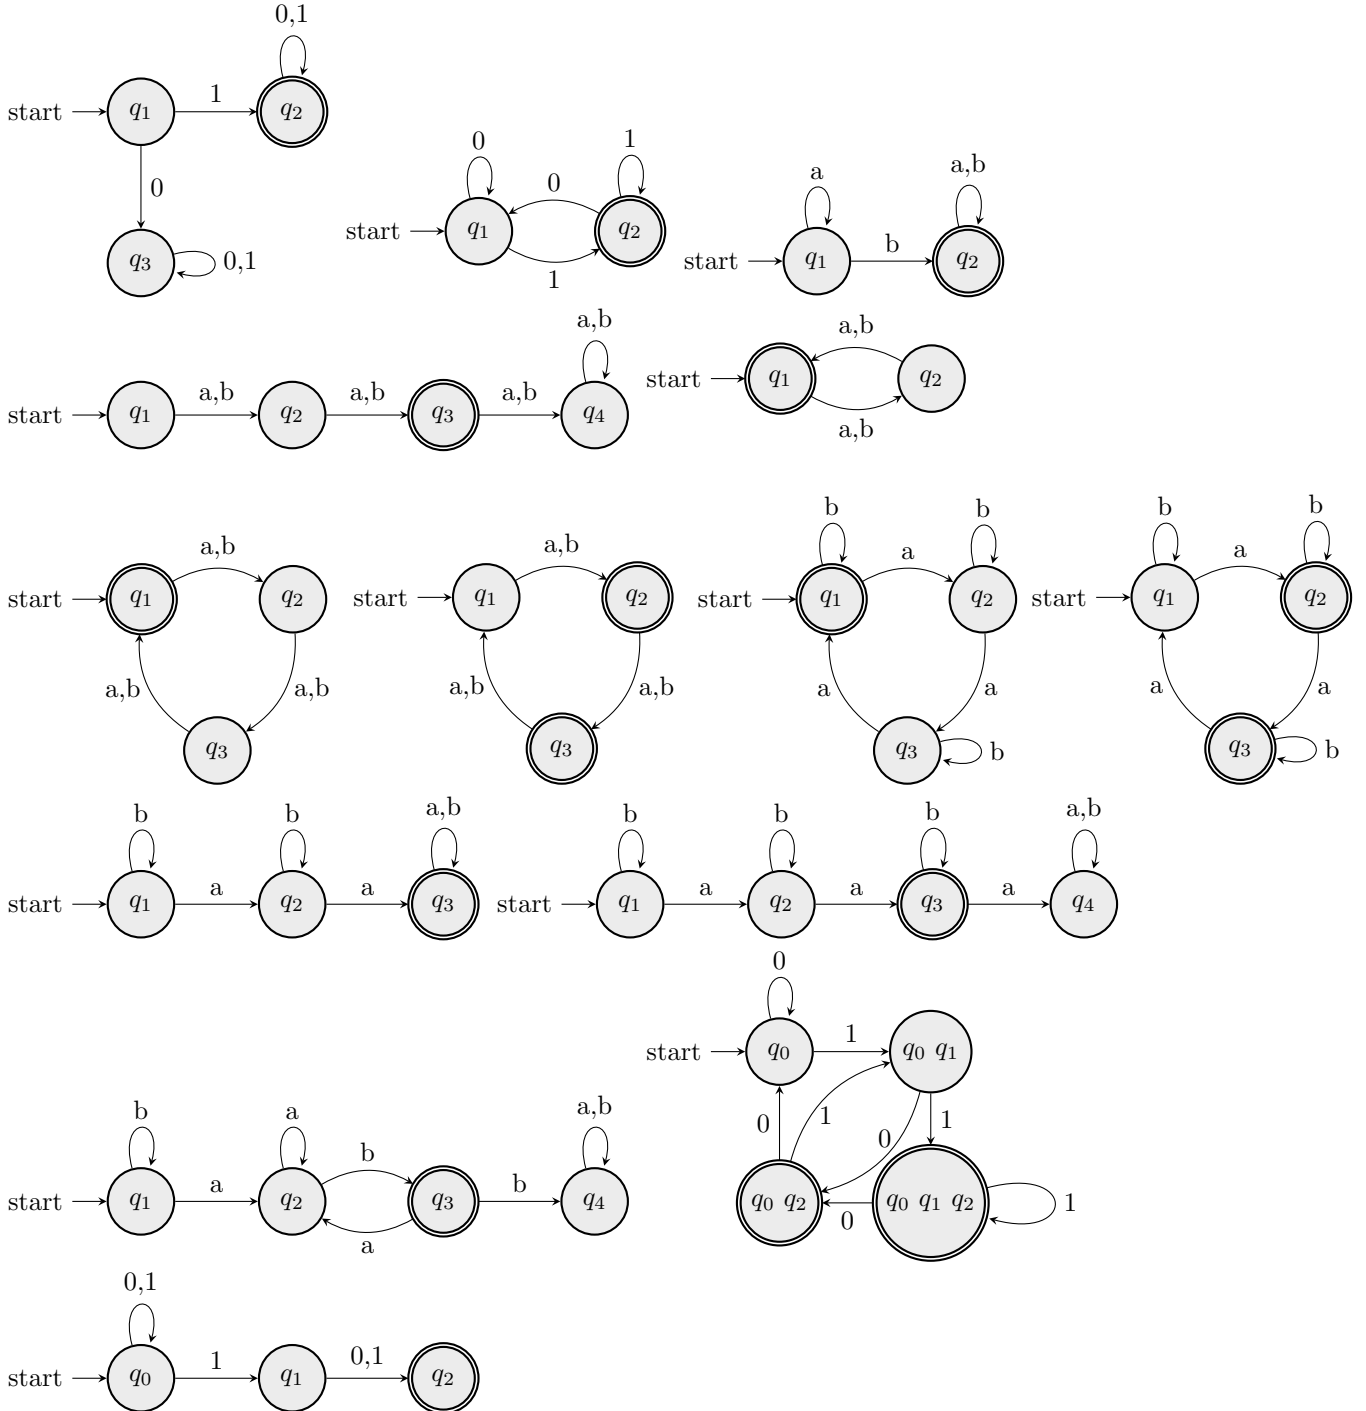 0,1
start q1 1 q2
0
q3 0,1
0 1
0
start q1 q2
1
a a,b
start q1 b q2
a,b
start q1 a,b q2 a,b q3 a,b q4
a,b
start q1 q2
a,b
a,b
start q1 q2
a,b a,b
q3
a,b
start q1 q2
a,b a,b
q3
b b
a
start q1 q2
a a
q3 b
b b
a
start q1 q2
a a
q3 b
b b a,b
start q1 a q2 a q3
b b b a,b
start q1 a q2 a q3 a q4
b a a,b
b
start q1 a q2 q3 b q4
a
0
start q0 1 q0 q1
0 1 0 1
q0 q2 0 q0 q1 q2 1
0,1
start q0 1 q1 0,1 q2